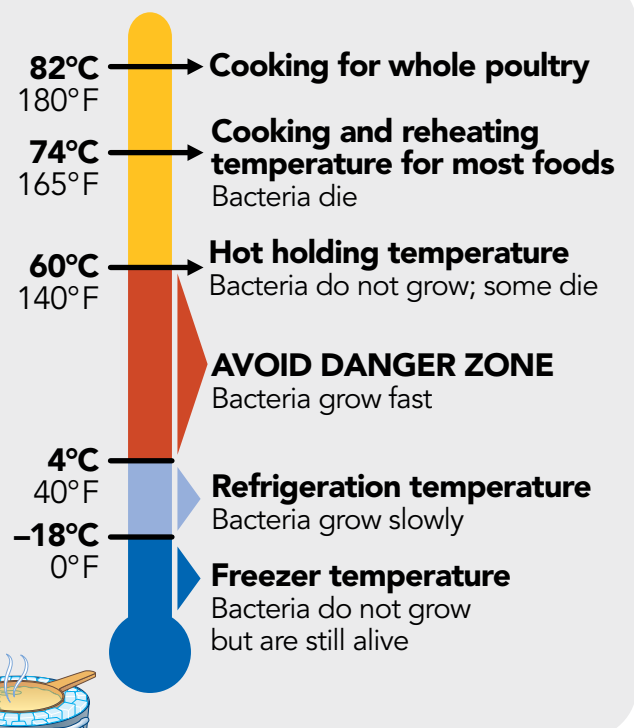 82°C
180°F
Cooking for whole poultry
74°C
165°F
Cooking and reheating
temperature for most foods
Bacteria die
60°C
140°F
Hot holding temperature
Bacteria do not grow; some die
AVOID DANGER ZONE
Bacteria grow fast
4°C
40°F
Refrigeration temperature
Bacteria grow slowly
–18°C
0°F
Freezer temperature
Bacteria do not grow
but are still alive